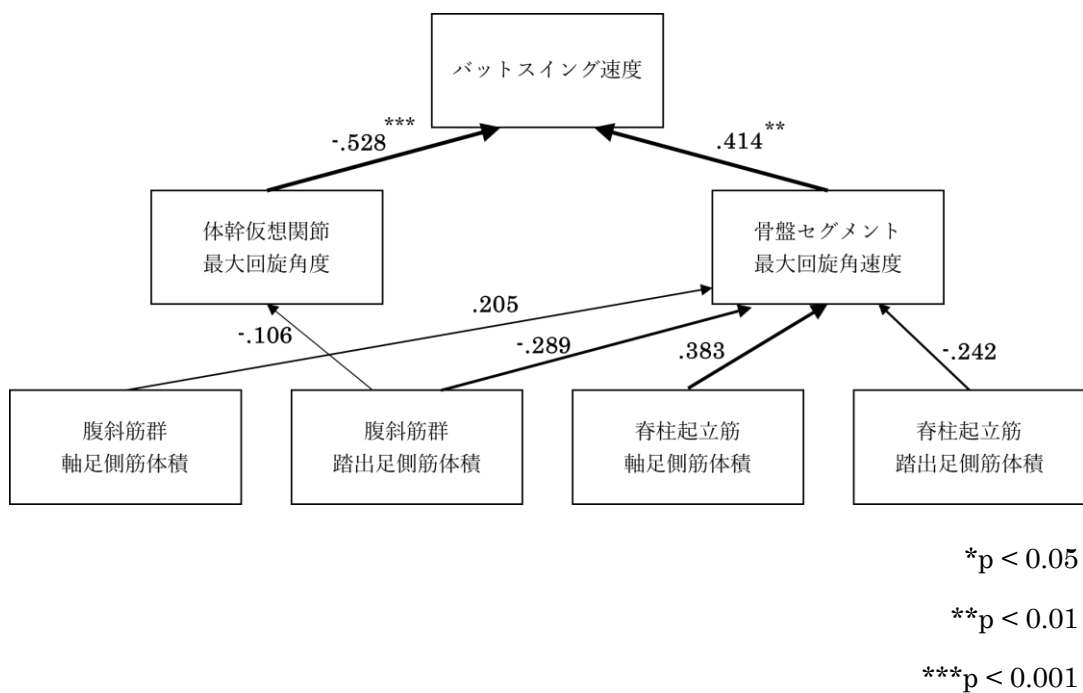 バットスイング速度
-.528***
.414**
体幹仮想関節
最大回旋角度
骨盤セグメント
最大回旋角速度
.205
-.106
-.289
.383
-.242
腹斜筋群
軸足側筋体積
腹斜筋群
踏出足側筋体積
脊柱起立筋
軸足側筋体積
脊柱起立筋
踏出足側筋体積
*p < 0.05
**p < 0.01
***p < 0.001